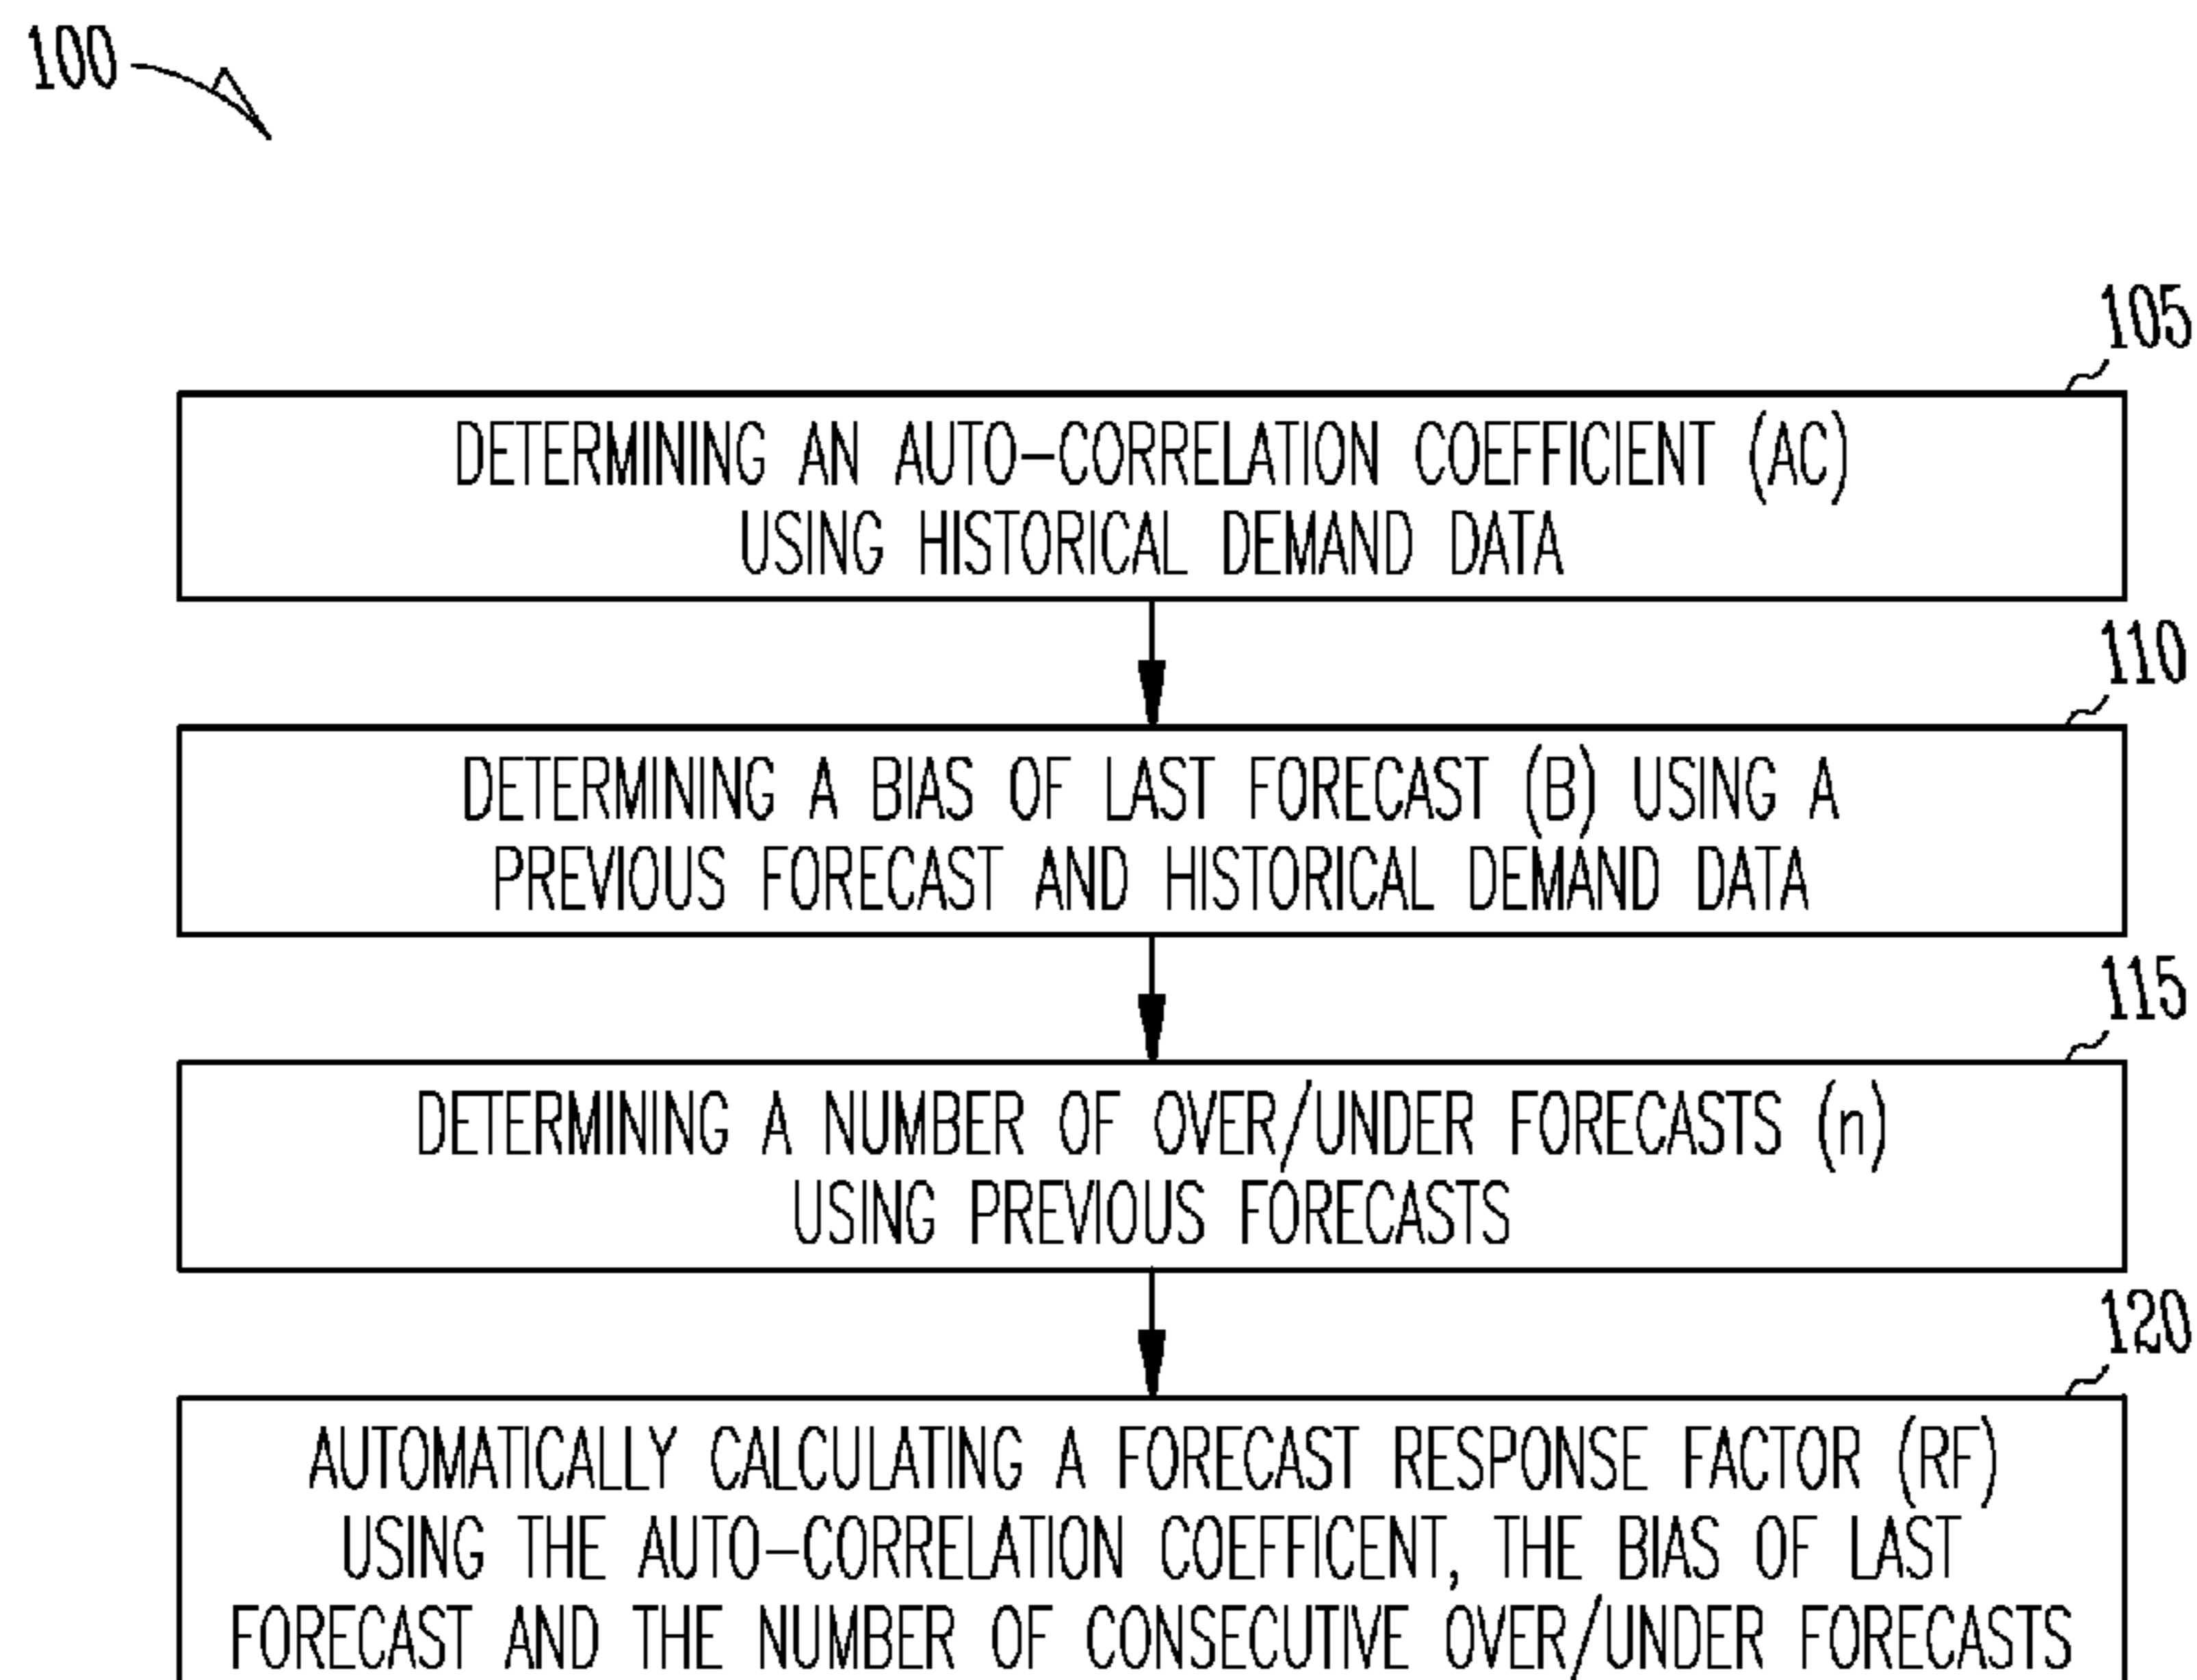 100
105
DETERMINING AN AUTO-CORRELATION COEFFICIENT (AC)
USING HISTORICAL DEMAND DATA
110
DETERMINING A BIAS OF LAST FORECAST (B) USING A
PREVIOUS FORECAST AND HISTORICAL DEMAND DATA
115
DETERMINING A NUMBER OF OVER/UNDER FORECASTS (n)
USING PREVIOUS FORECASTS
120
AUTOMATICALLY CALCULATING A FORECAST RESPONSE FACTOR (RF)
USING THE AUTO-CORRELATION COEFFICENT, THE BIAS OF LAST
FORECAST AND THE NUMBER OF CONSECUTIVE OVER/UNDER FORECASTS